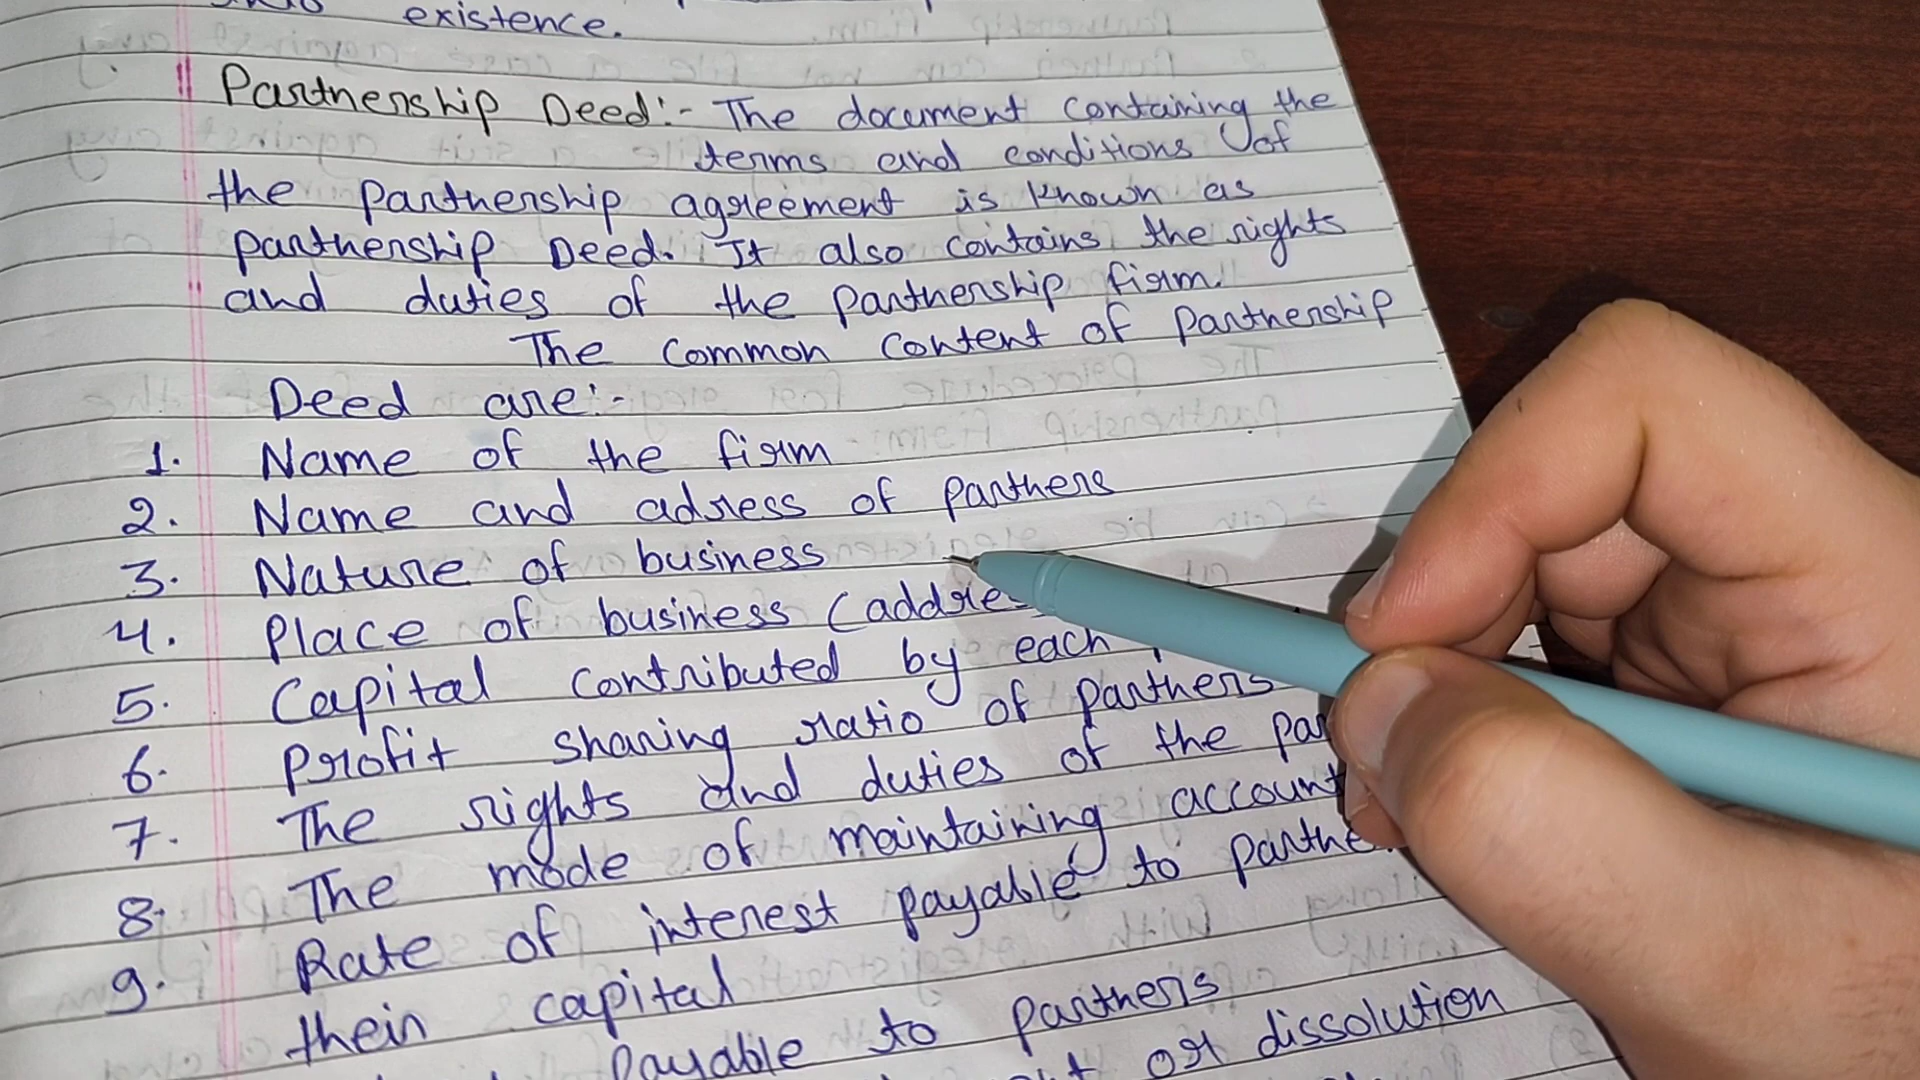 existence.
Partnership Deed:- The document containing the
terms and conditions of
the partnership agreement is known as
partnership Deed. It also contains the rights
and duties of the partnership firm.
The common content of partnership
Deed are:-
1. Name of the firm
2. Name and adress of partners
3. Nature of business
4. Place of business (addre
5. Capital contributed by each
6. Profit sharing ratio of partners
7. The rights and duties of the par
8. The mode of maintaining account
9. Rate of interest payable to partne
their capital
payable to partners
or dissolution